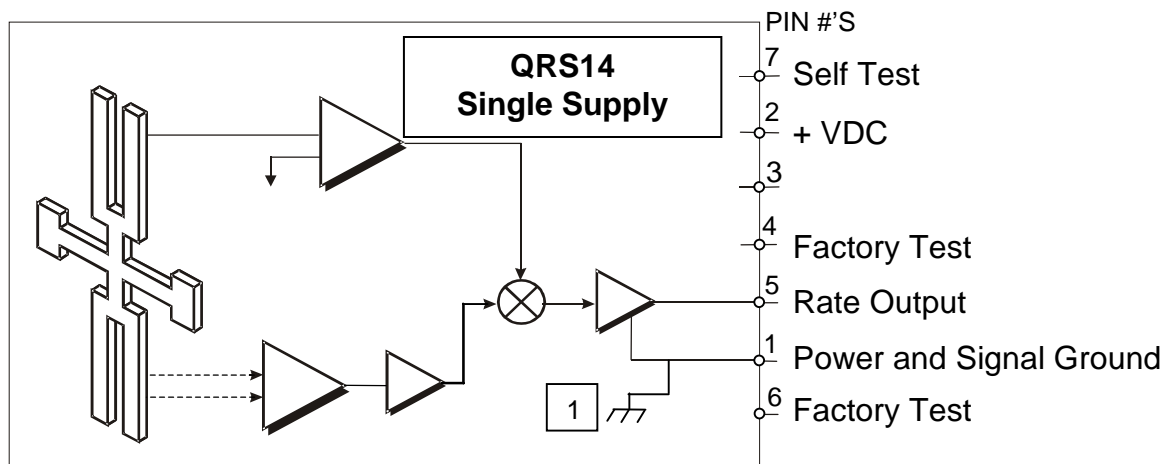 PIN #'S
QRS14
Single Supply
7 Self Test
2 + VDC
3
4 Factory Test
5 Rate Output
1 Power and Signal Ground
6 Factory Test
1